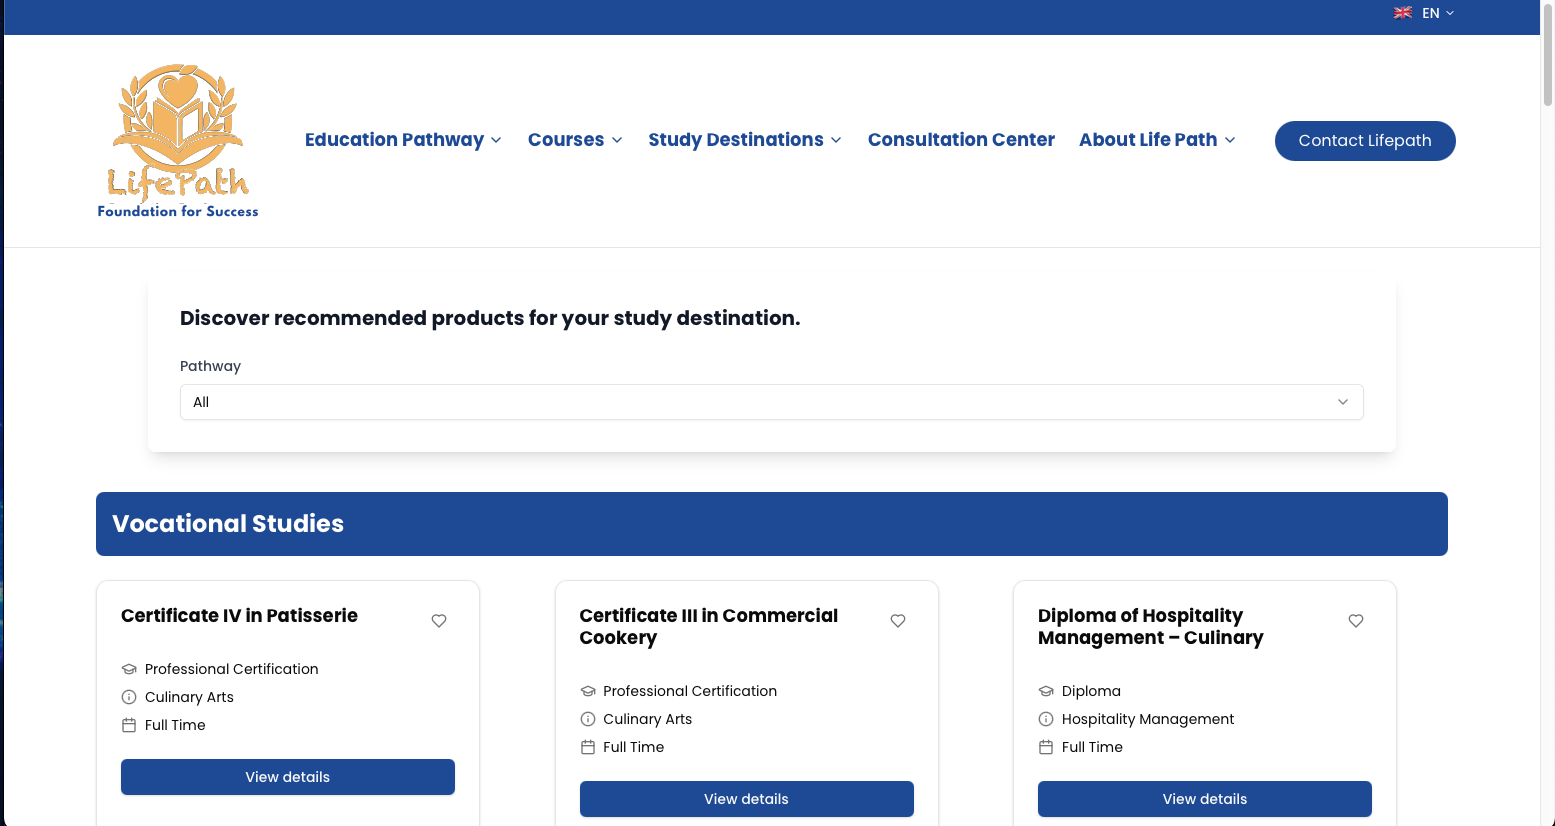 EN
LifePath
Foundation for Success
Education Pathway
Courses
Study Destinations
Consultation Center
About Life Path
Contact Lifepath
Discover recommended products for your study destination.
Pathway
All
Vocational Studies
Certificate IV in Patisserie
Professional Certification
Culinary Arts
Full Time
View details
Certificate III in Commercial
Cookery
Professional Certification
Culinary Arts
Full Time
View details
Diploma of Hospitality
Management – Culinary
Diploma
Hospitality Management
Full Time
View details